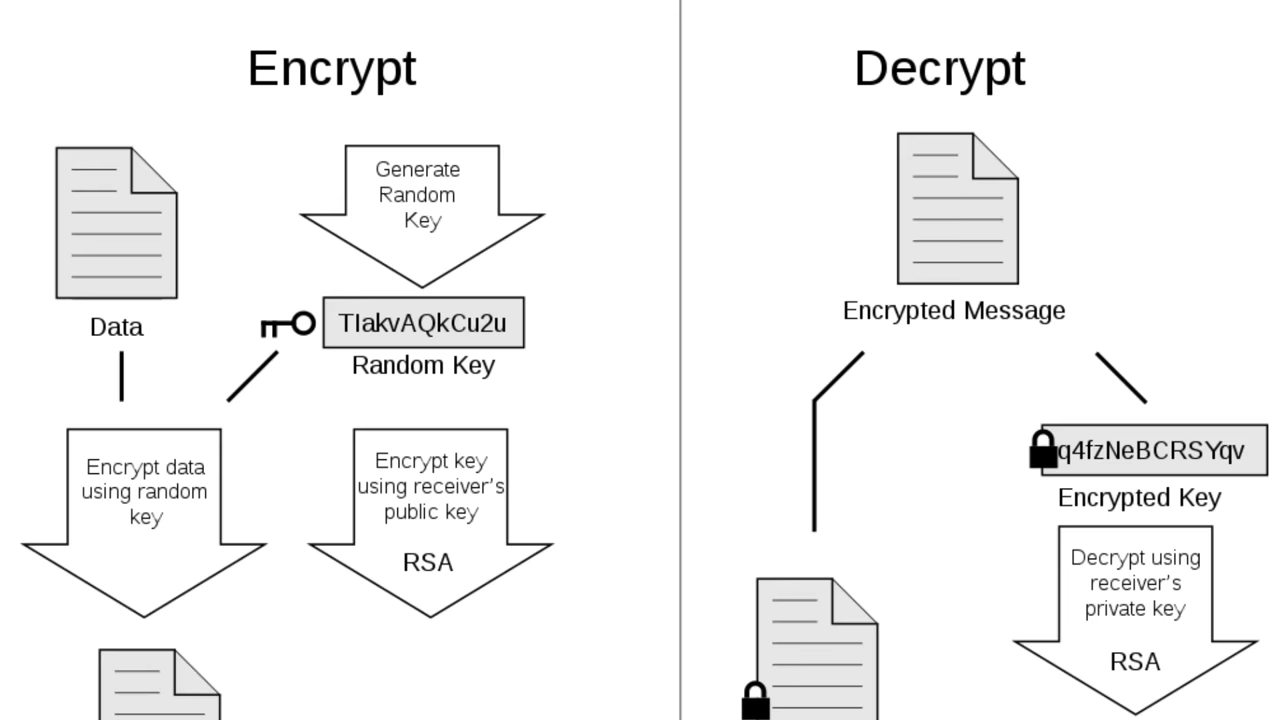 Encrypt
Generate
Random
Key
Data
TIakvAQkCu2u
Random Key
Encrypt data
using random
key
Encrypt key
using receiver's
public key
RSA
Decrypt
Encrypted Message
q4fzNeBCRSYqv
Encrypted Key
Decrypt using
receiver's
private key
RSA